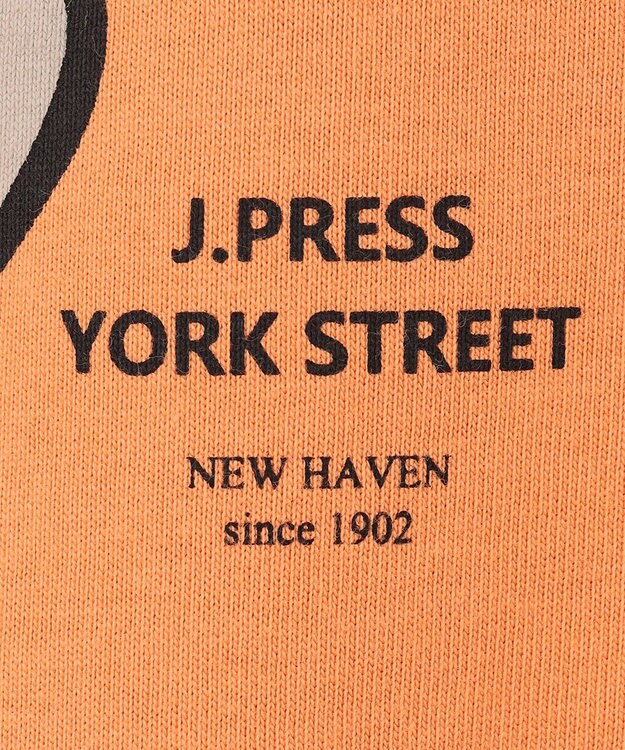 J.PRESS
YORK STREET
NEW HAVEN
since 1902